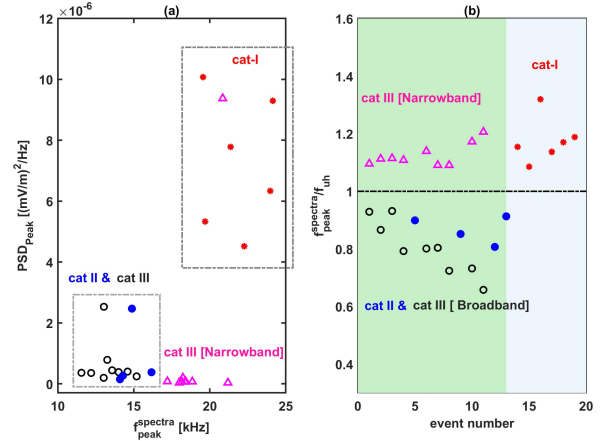 (a)
×10⁻⁶
12
10
8
6
4
2
0
PSD_Peak [(mV/m)²/Hz]
cat-I
cat II & cat III
cat III [Narrowband]
10 15 20 25
f_peak^spectra [kHz]
(b)
1.6
1.4
1.2
1
0.8
0.6
0.4
f_peak^spectra/f_uh
cat-I
cat III [Narrowband]
cat II & cat III [ Broadband]
0 5 10 15 20
event number